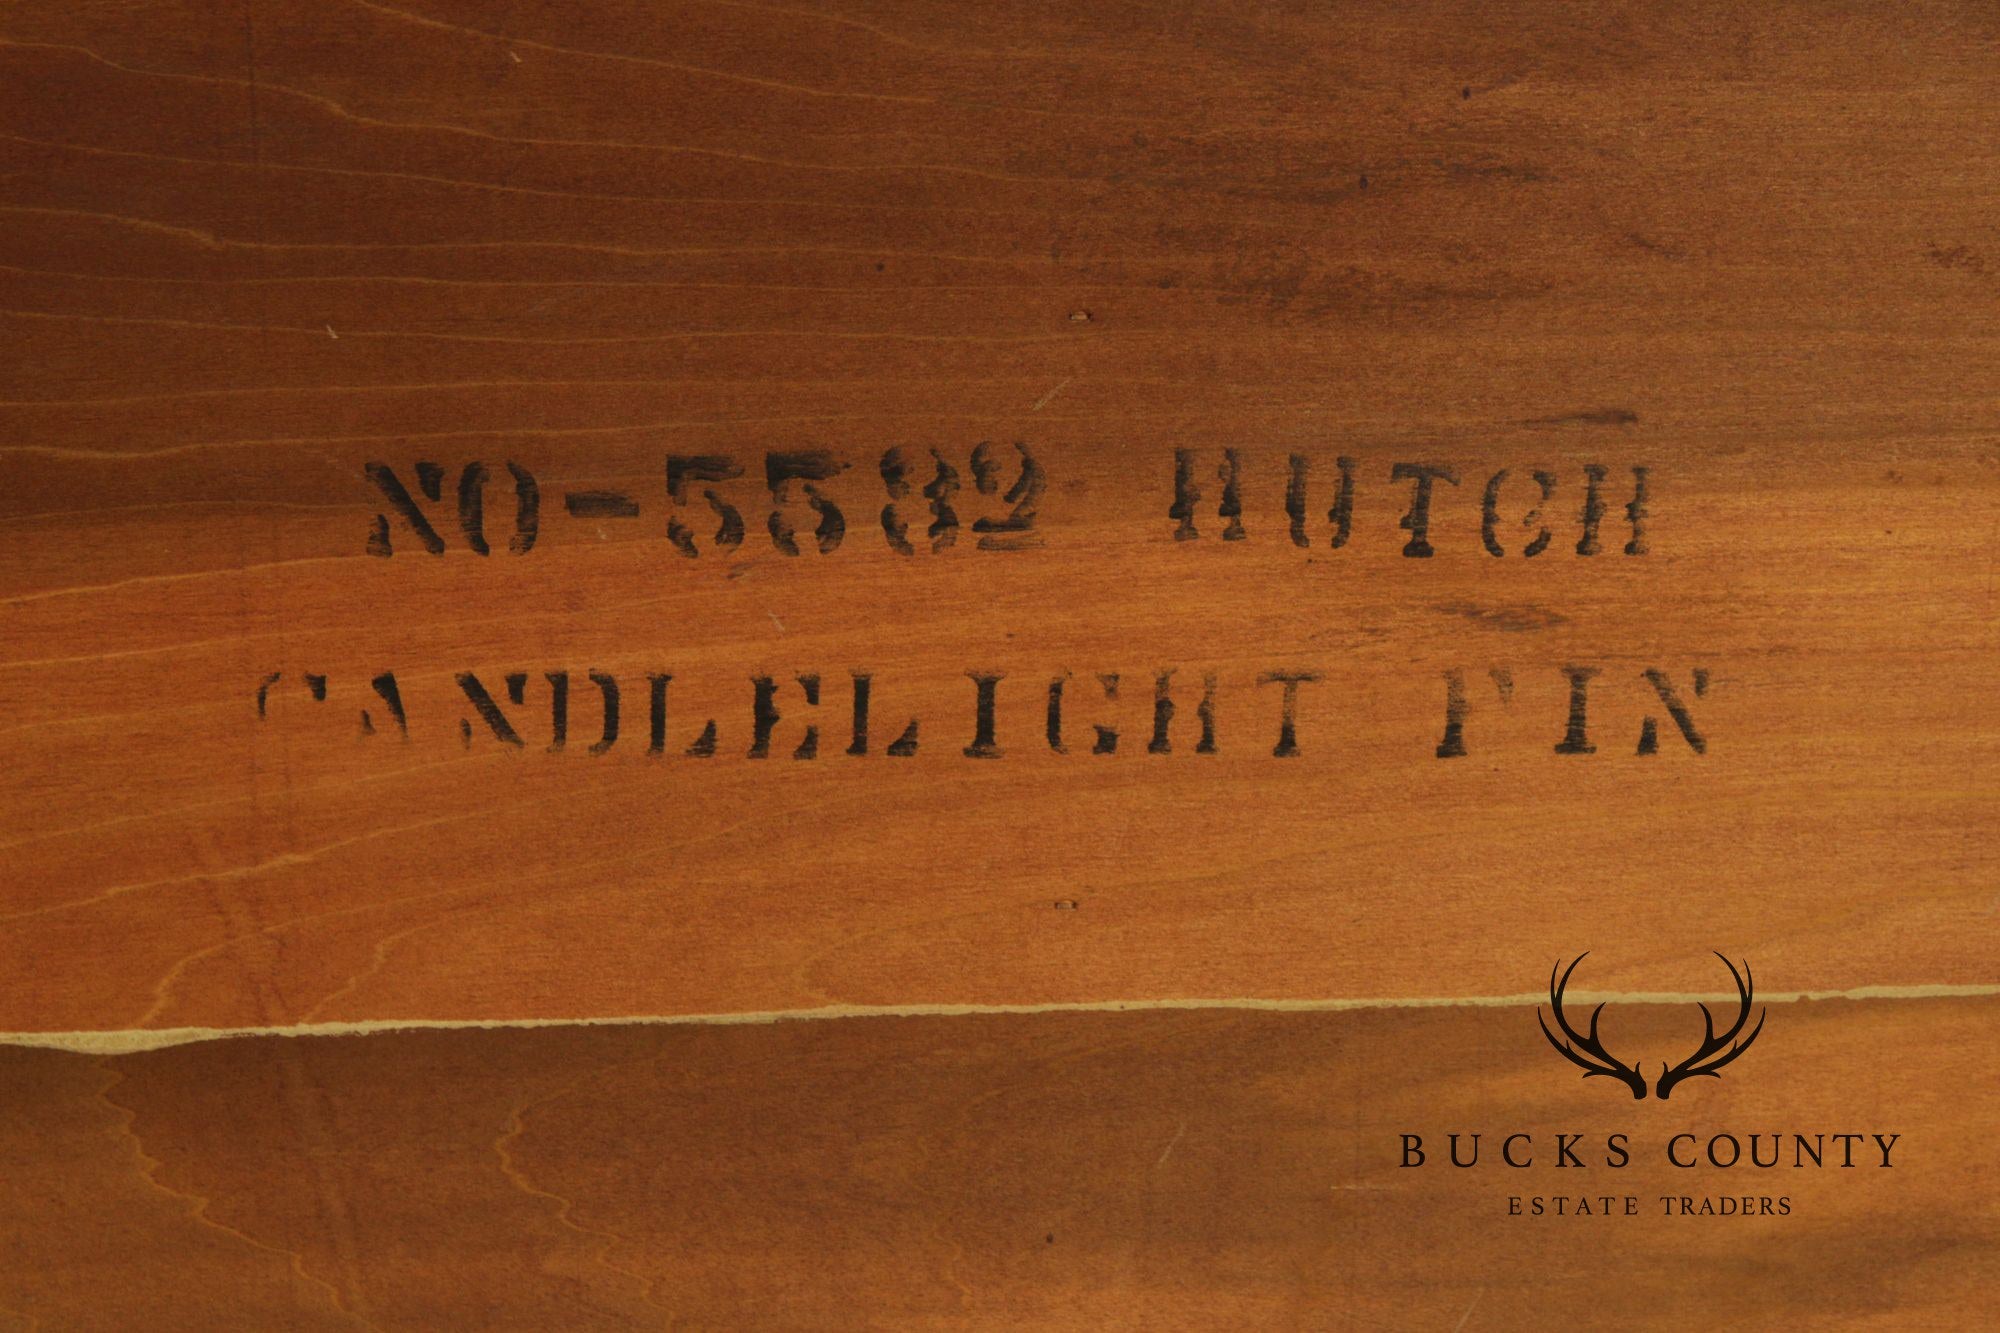 NO-5582 HUTCH
CANDLELIGHT FIN
BUCKS COUNTY
ESTATE TRADERS